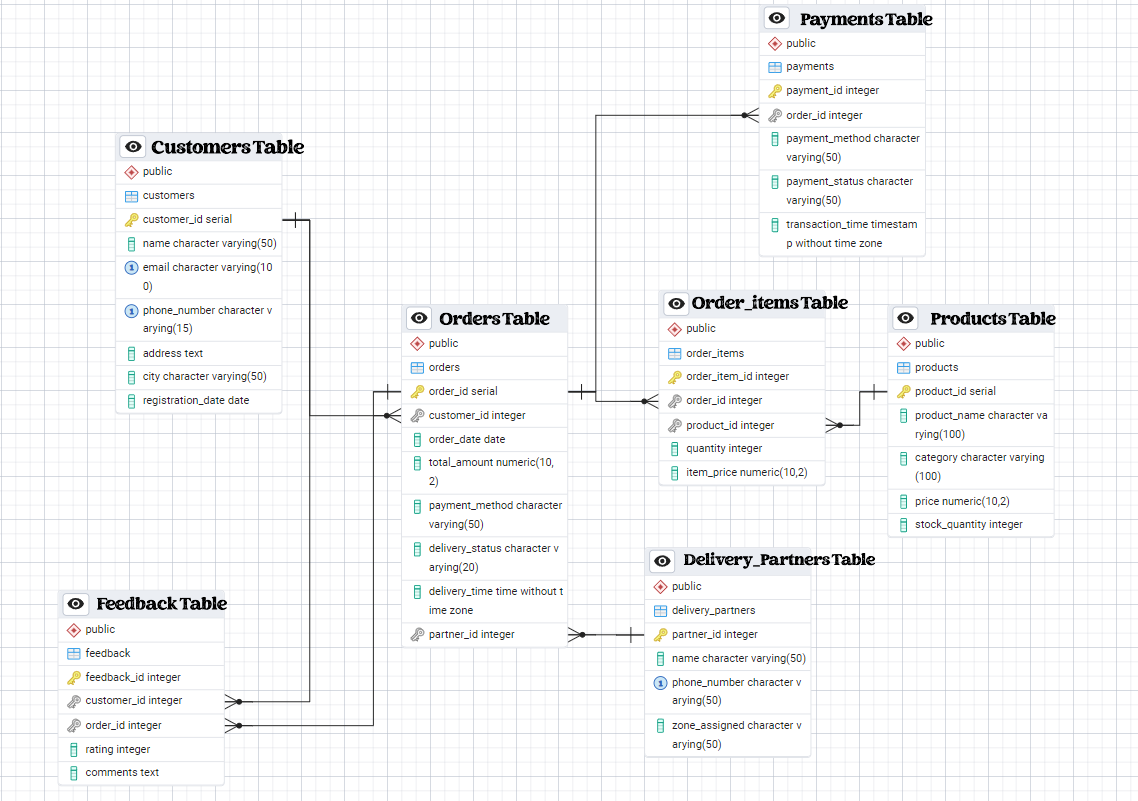 Payments Table
public
payments
payment_id integer
order_id integer
payment_method character
varying(50)
payment_status character
varying(50)
transaction_time timestam
p without time zone
Customers Table
public
customers
customer_id serial
name character varying(50)
1 email character varying(10
0)
1 phone_number character v
arying(15)
address text
city character varying(50)
registration_date date
Orders Table
public
orders
order_id serial
customer_id integer
order_date date
total_amount numeric(10,
2)
payment_method character
varying(50)
delivery_status character v
arying(20)
delivery_time time without t
ime zone
partner_id integer
Order_items Table
public
order_items
order_item_id integer
order_id integer
product_id integer
quantity integer
item_price numeric(10,2)
Products Table
public
products
product_id serial
product_name character va
rying(100)
category character varying
(100)
price numeric(10,2)
stock_quantity integer
Delivery_Partners Table
public
delivery_partners
partner_id integer
name character varying(50)
1 phone_number character v
arying(50)
zone_assigned character v
arying(50)
Feedback Table
public
feedback
feedback_id integer
customer_id integer
order_id integer
rating integer
comments text